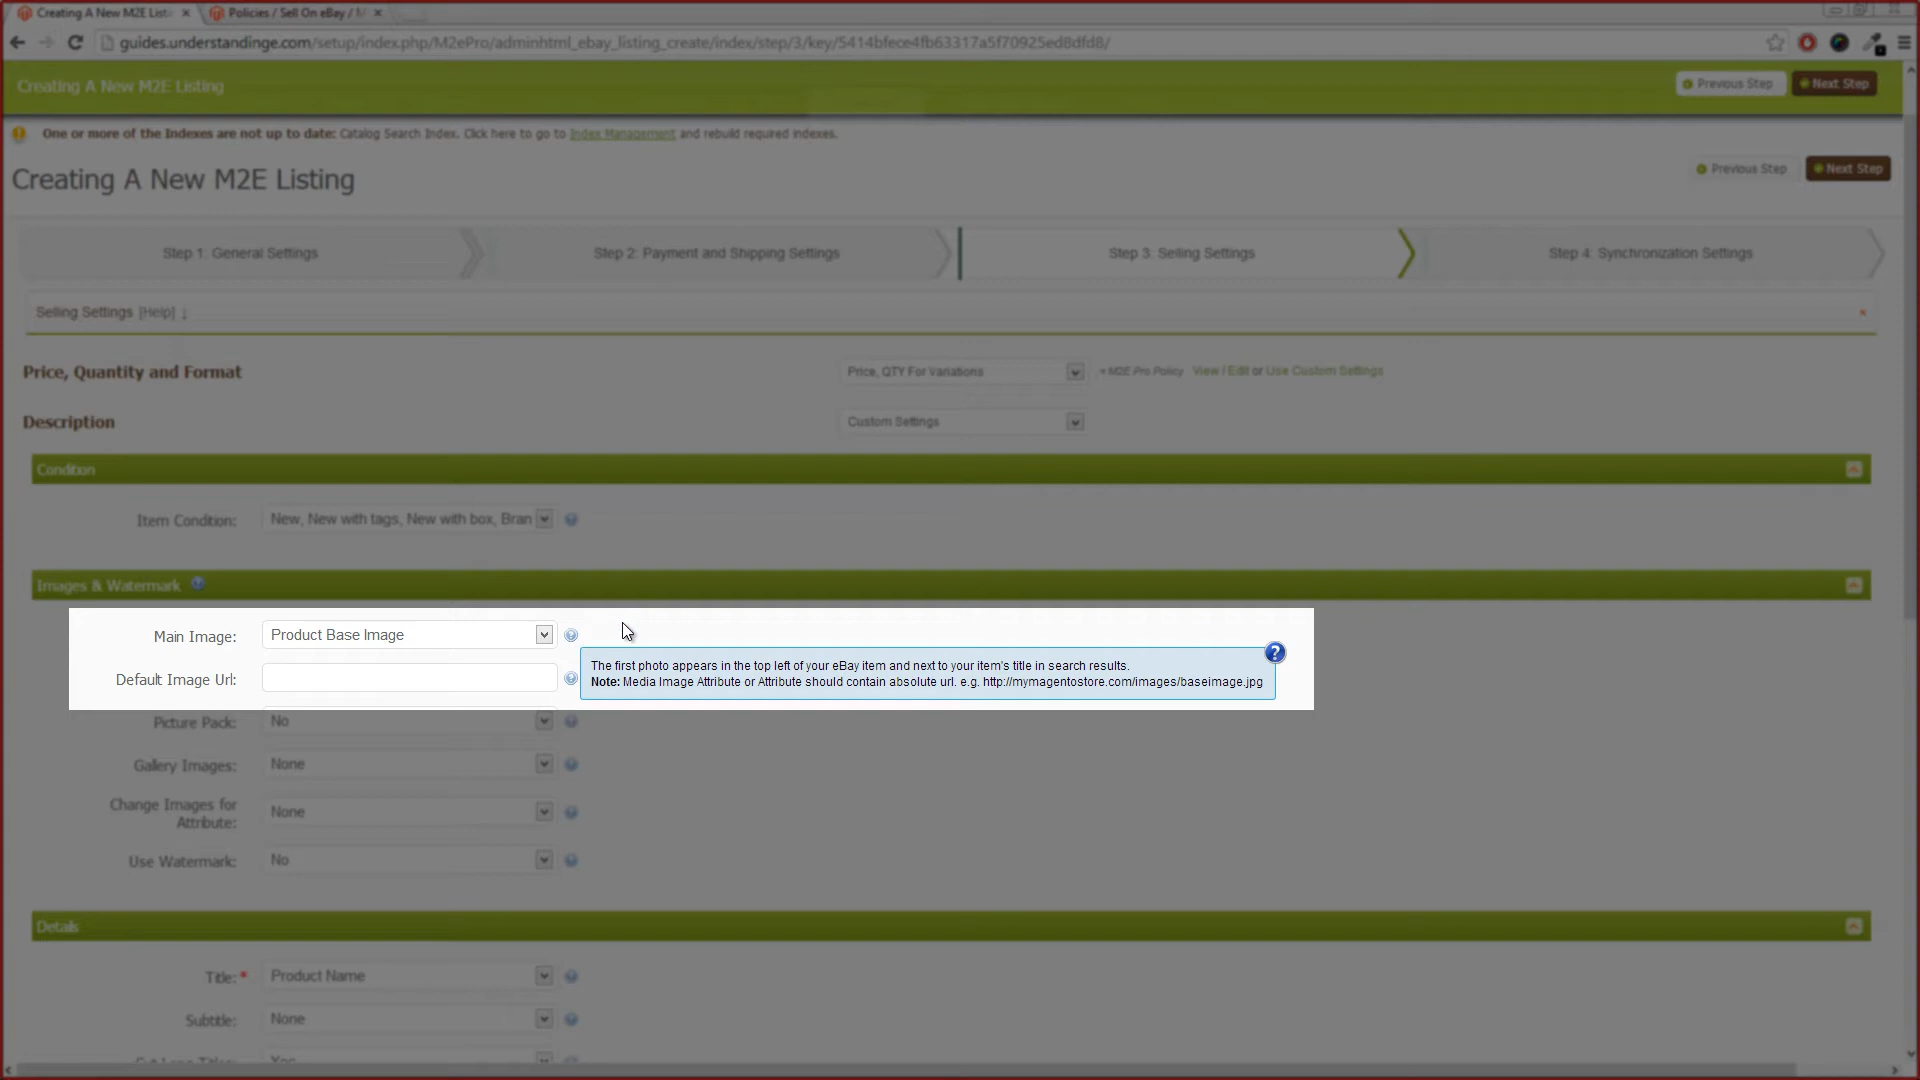 Creating A New M2E List
Policies / Sell On eBay / M
guides.understandinge.com/setup/index.php/M2ePro/adminhtml_ebay_listing_create/index/step/3/key/5414bfece4fb63317a5f70925ed8dfd8/
Creating A New M2E Listing
Previous Step
Next Step
One or more of the Indexes are not up to date: Catalog Search Index. Click here to go to Index Management and rebuild required indexes.
Creating A New M2E Listing
Previous Step
Next Step
Step 1: General Settings
Step 2: Payment and Shipping Settings
Step 3: Selling Settings
Step 4: Synchronization Settings
Selling Settings [Help] ↓
×
Price, Quantity and Format
Price, QTY For Variations
« M2E Pro Policy View | Edit or Use Custom Settings
Description
Custom Settings
Condition
Item Condition:
New, New with tags, New with box, Bran
Images & Watermark
Main Image:
Product Base Image
Default Image Url:
The first photo appears in the top left of your eBay item and next to your item's title in search results.
Note: Media Image Attribute or Attribute should contain absolute url. e.g. http://mymagentostore.com/images/baseimage.jpg
?
Picture Pack:
No
Gallery Images:
None
Change Images for
Attribute:
None
Use Watermark:
No
Details
Title: *
Product Name
Subtitle:
None
Cut Long Titles:
Yes